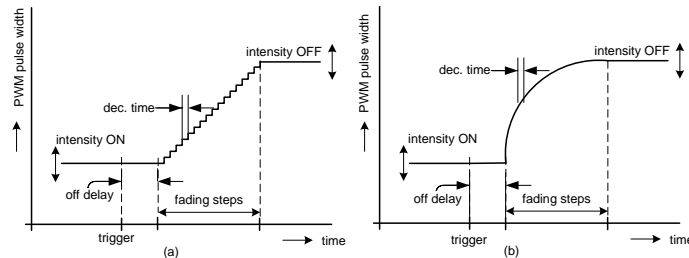 PWM pulse width
intensity OFF
dec. time
intensity ON
off delay
fading steps
trigger
time
(a)
PWM pulse width
intensity OFF
dec. time
intensity ON
off delay
fading steps
trigger
time
(b)